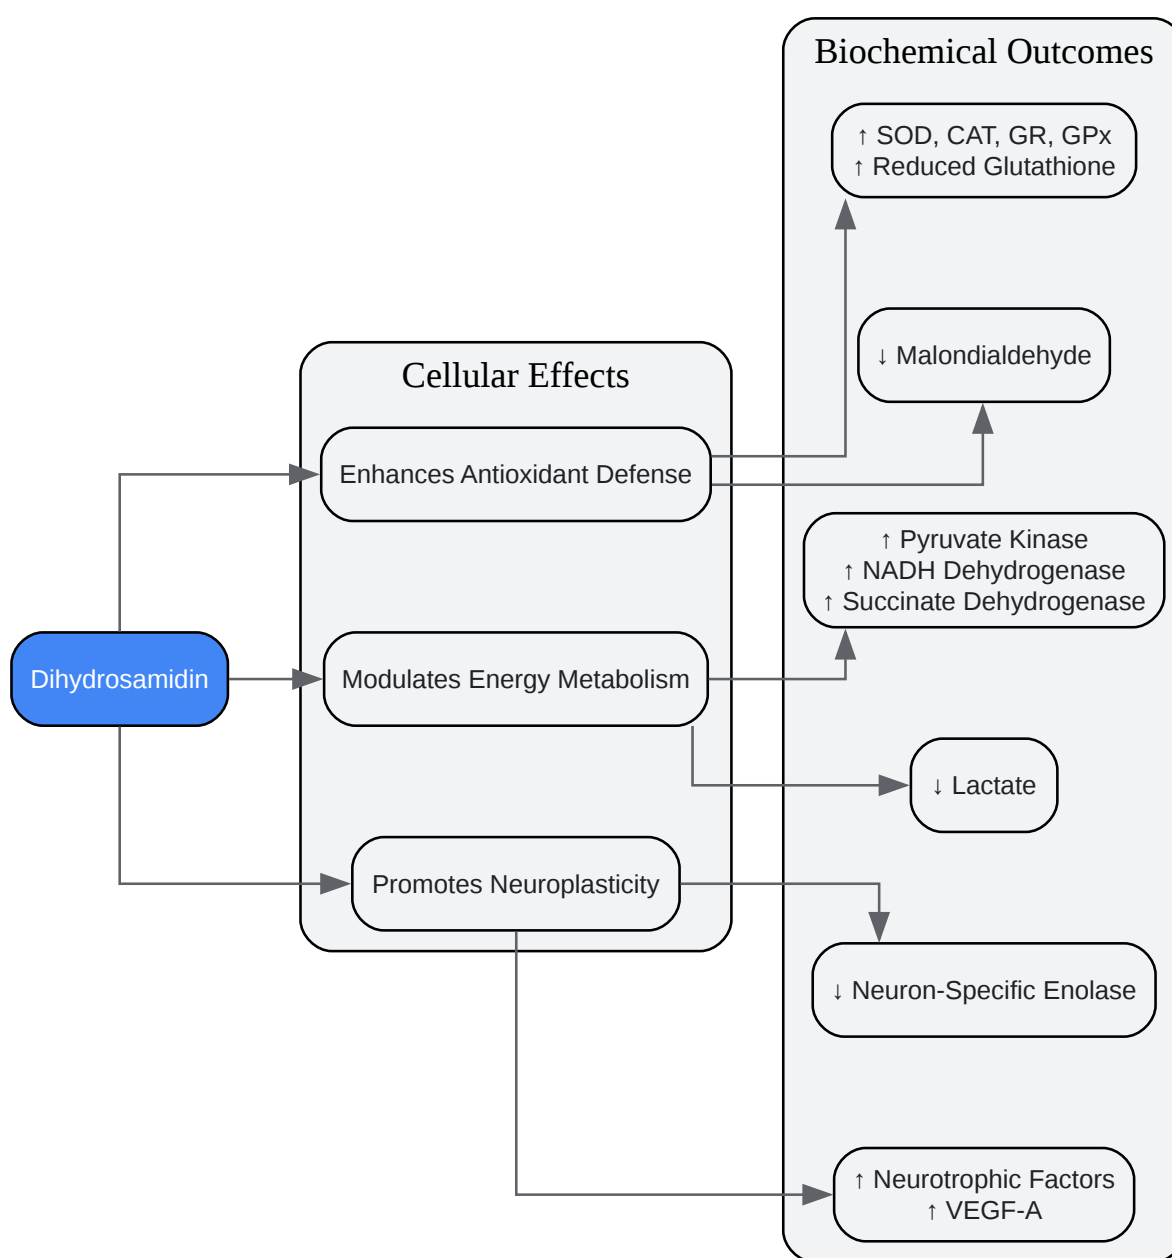 Biochemical Outcomes
↑ SOD, CAT, GR, GPx
↑ Reduced Glutathione
↓ Malondialdehyde
Cellular Effects
Enhances Antioxidant Defense
↑ Pyruvate Kinase
↑ NADH Dehydrogenase
↑ Succinate Dehydrogenase
Dihydrosamidin
Modulates Energy Metabolism
↓ Lactate
Promotes Neuroplasticity
↓ Neuron-Specific Enolase
↑ Neurotrophic Factors
↑ VEGF-A